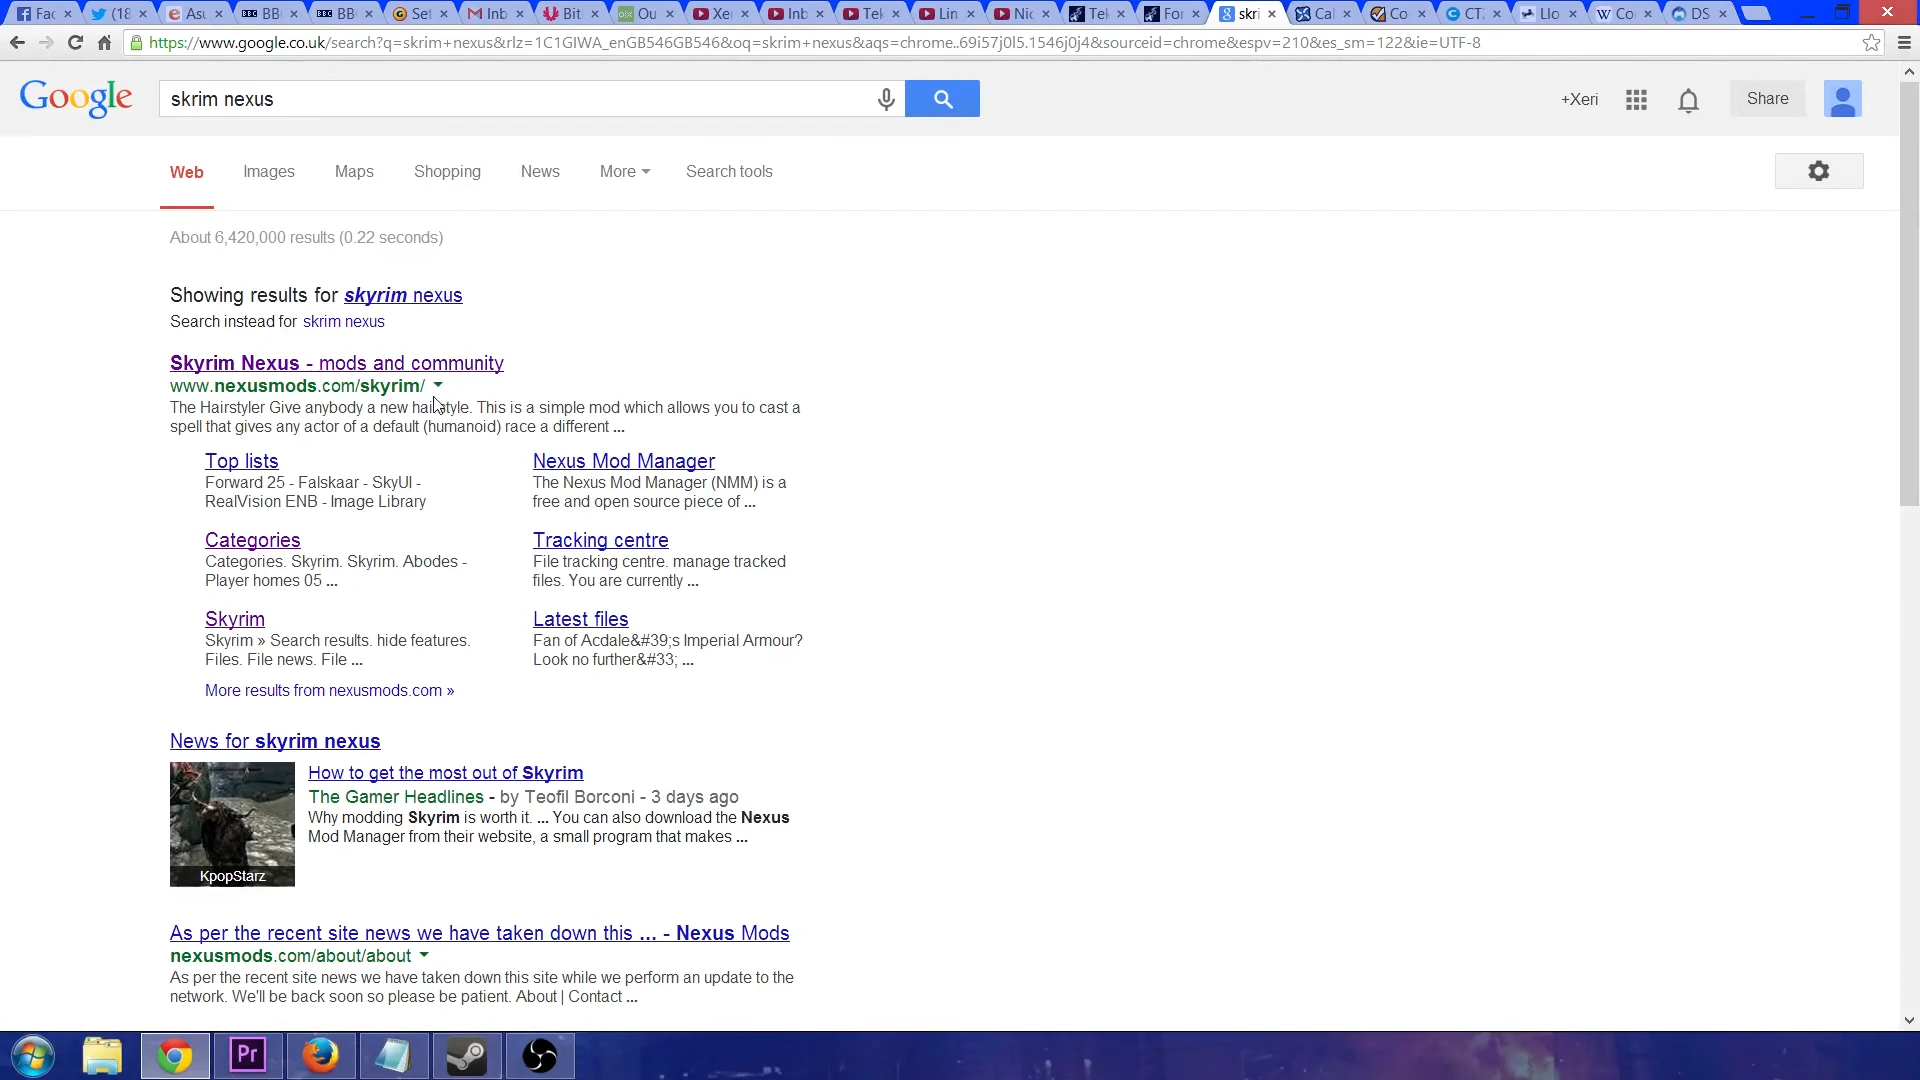 Fac (18 Asu BBC BB BBC BB Set Inb Bit oix Ou Xe Inb Tek Lin Nic Tek For skri Cal Co CT Llo W Co DS
https://www.google.co.uk/search?q=skrim+nexus&rlz=1C1GIWA_enGB546GB546&oq=skrim+nexus&aqs=chrome..69i57j0l5.1546j0j4&sourceid=chrome&espv=210&es_sm=122&ie=UTF-8
Google skrim nexus +Xeri Share
Web Images Maps Shopping News More Search tools
About 6,420,000 results (0.22 seconds)
Showing results for skyrim nexus
Search instead for skrim nexus
Skyrim Nexus - mods and community
www.nexusmods.com/skyrim/
The Hairstyler Give anybody a new hairstyle. This is a simple mod which allows you to cast a
spell that gives any actor of a default (humanoid) race a different ...
Top lists
Forward 25 - Falskaar - SkyUI -
RealVision ENB - Image Library
Nexus Mod Manager
The Nexus Mod Manager (NMM) is a
free and open source piece of ...
Categories
Categories. Skyrim. Skyrim. Abodes -
Player homes 05 ...
Tracking centre
File tracking centre. manage tracked
files. You are currently ...
Skyrim
Skyrim » Search results. hide features.
Files. File news. File ...
Latest files
Fan of Acdale&#39;s Imperial Armour?
Look no further&#33; ...
More results from nexusmods.com »
News for skyrim nexus
KpopStarz
How to get the most out of Skyrim
The Gamer Headlines - by Teofil Borconi - 3 days ago
Why modding Skyrim is worth it. ... You can also download the Nexus
Mod Manager from their website, a small program that makes ...
As per the recent site news we have taken down this ... - Nexus Mods
nexusmods.com/about/about
As per the recent site news we have taken down this site while we perform an update to the
network. We'll be back soon so please be patient. About | Contact ...
Pr